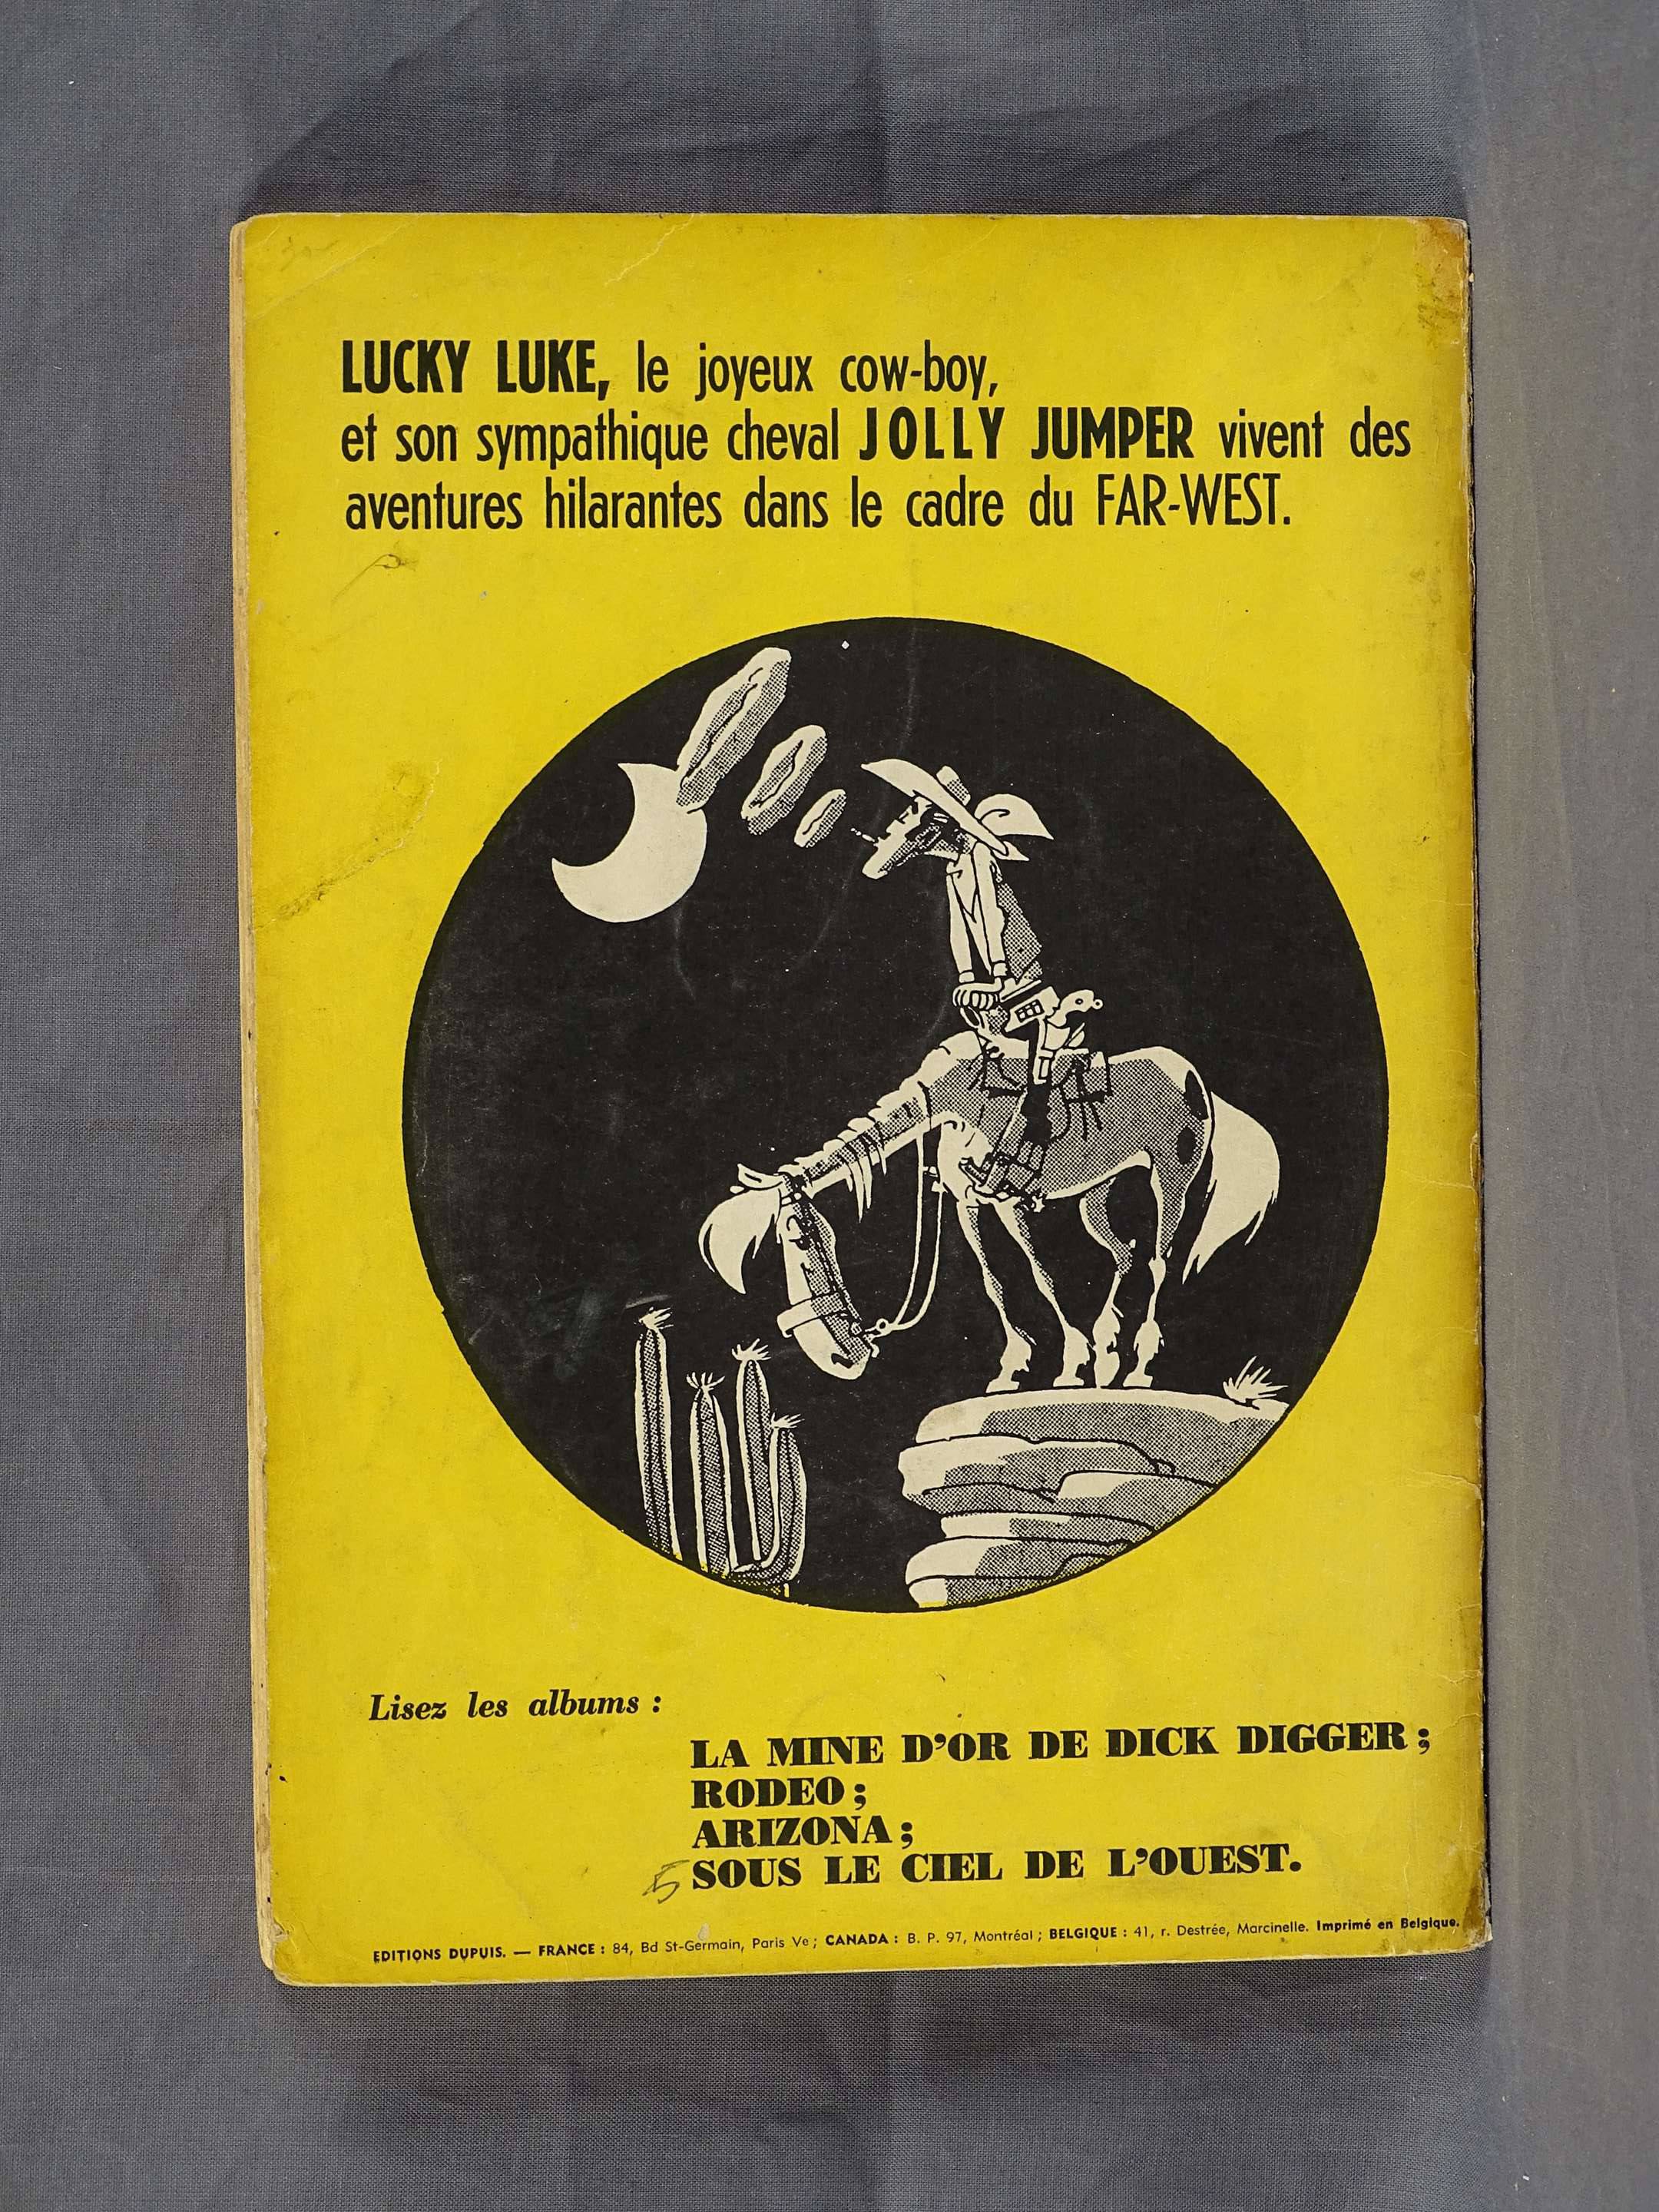 LUCKY LUKE, le joyeux cow-boy,
et son sympathique cheval JOLLY JUMPER vivent des
aventures hilarantes dans le cadre du FAR-WEST.
Lisez les albums :
LA MINE D'OR DE DICK DIGGER ;
RODEO ;
ARIZONA ;
5 SOUS LE CIEL DE L'OUEST.
EDITIONS DUPUIS. — FRANCE : 84, Bd St-Germain, Paris Ve ; CANADA : B. P. 97, Montréal ; BELGIQUE : 41, r. Destrée, Marcinelle. Imprimé en Belgique.